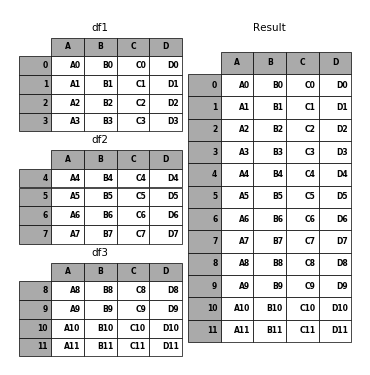 df1
A B C D
0 A0 B0 C0 D0
1 A1 B1 C1 D1
2 A2 B2 C2 D2
3 A3 B3 C3 D3
df2
A B C D
4 A4 B4 C4 D4
5 A5 B5 C5 D5
6 A6 B6 C6 D6
7 A7 B7 C7 D7
df3
A B C D
8 A8 B8 C8 D8
9 A9 B9 C9 D9
10 A10 B10 C10 D10
11 A11 B11 C11 D11
Result
A B C D
0 A0 B0 C0 D0
1 A1 B1 C1 D1
2 A2 B2 C2 D2
3 A3 B3 C3 D3
4 A4 B4 C4 D4
5 A5 B5 C5 D5
6 A6 B6 C6 D6
7 A7 B7 C7 D7
8 A8 B8 C8 D8
9 A9 B9 C9 D9
10 A10 B10 C10 D10
11 A11 B11 C11 D11